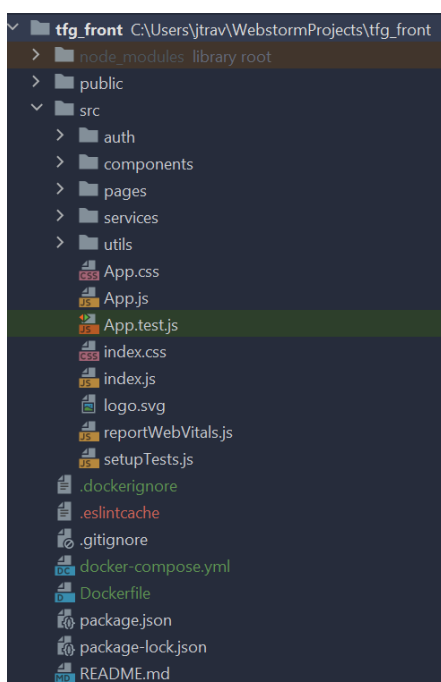 tfg_front C:\Users\jtrav\WebstormProjects\tfg_front
node_modules library root
public
src
auth
components
pages
services
utils
App.css
App.js
App.test.js
index.css
index.js
logo.svg
reportWebVitals.js
setupTests.js
.dockerignore
.eslintcache
.gitignore
docker-compose.yml
Dockerfile
package.json
package-lock.json
README.md